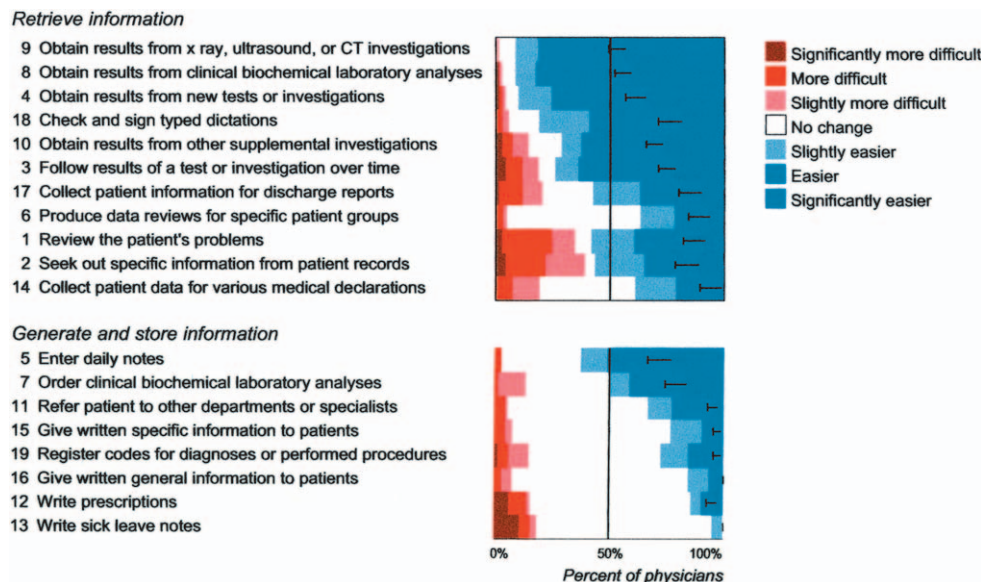 Retrieve information
9 Obtain results from x ray, ultrasound, or CT investigations
8 Obtain results from clinical biochemical laboratory analyses
4 Obtain results from new tests or investigations
18 Check and sign typed dictations
10 Obtain results from other supplemental investigations
3 Follow results of a test or investigation over time
17 Collect patient information for discharge reports
6 Produce data reviews for specific patient groups
1 Review the patient's problems
2 Seek out specific information from patient records
14 Collect patient data for various medical declarations
Significantly more difficult
More difficult
Slightly more difficult
No change
Slightly easier
Easier
Significantly easier
Generate and store information
5 Enter daily notes
7 Order clinical biochemical laboratory analyses
11 Refer patient to other departments or specialists
15 Give written specific information to patients
19 Register codes for diagnoses or performed procedures
16 Give written general information to patients
12 Write prescriptions
13 Write sick leave notes
0% 50% 100%
Percent of physicians